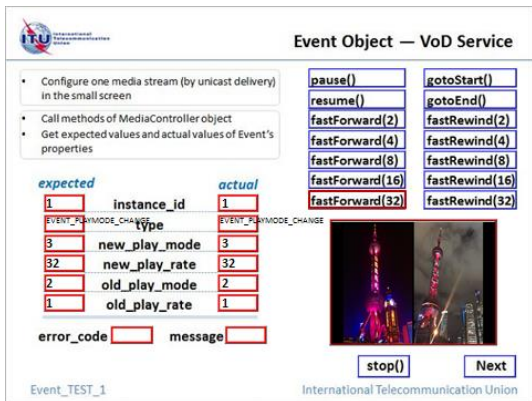 ITU International
Telecommunication
Union
Event Object — VoD Service
• Configure one media stream (by unicast delivery)
in the small screen
• Call methods of MediaController object
• Get expected values and actual values of Event's
properties
pause() gotoStart()
resume() gotoEnd()
fastForward(2) fastRewind(2)
fastForward(4) fastRewind(4)
fastForward(8) fastRewind(8)
fastForward(16) fastRewind(16)
fastForward(32) fastRewind(32)
expected actual
1 instance_id 1
EVENT_PLAYMODE_CHANGE type EVENT_PLAYMODE_CHANGE
3 new_play_mode 3
32 new_play_rate 32
2 old_play_mode 2
1 old_play_rate 1
error_code message
stop() Next
Event_TEST_1 International Telecommunication Union